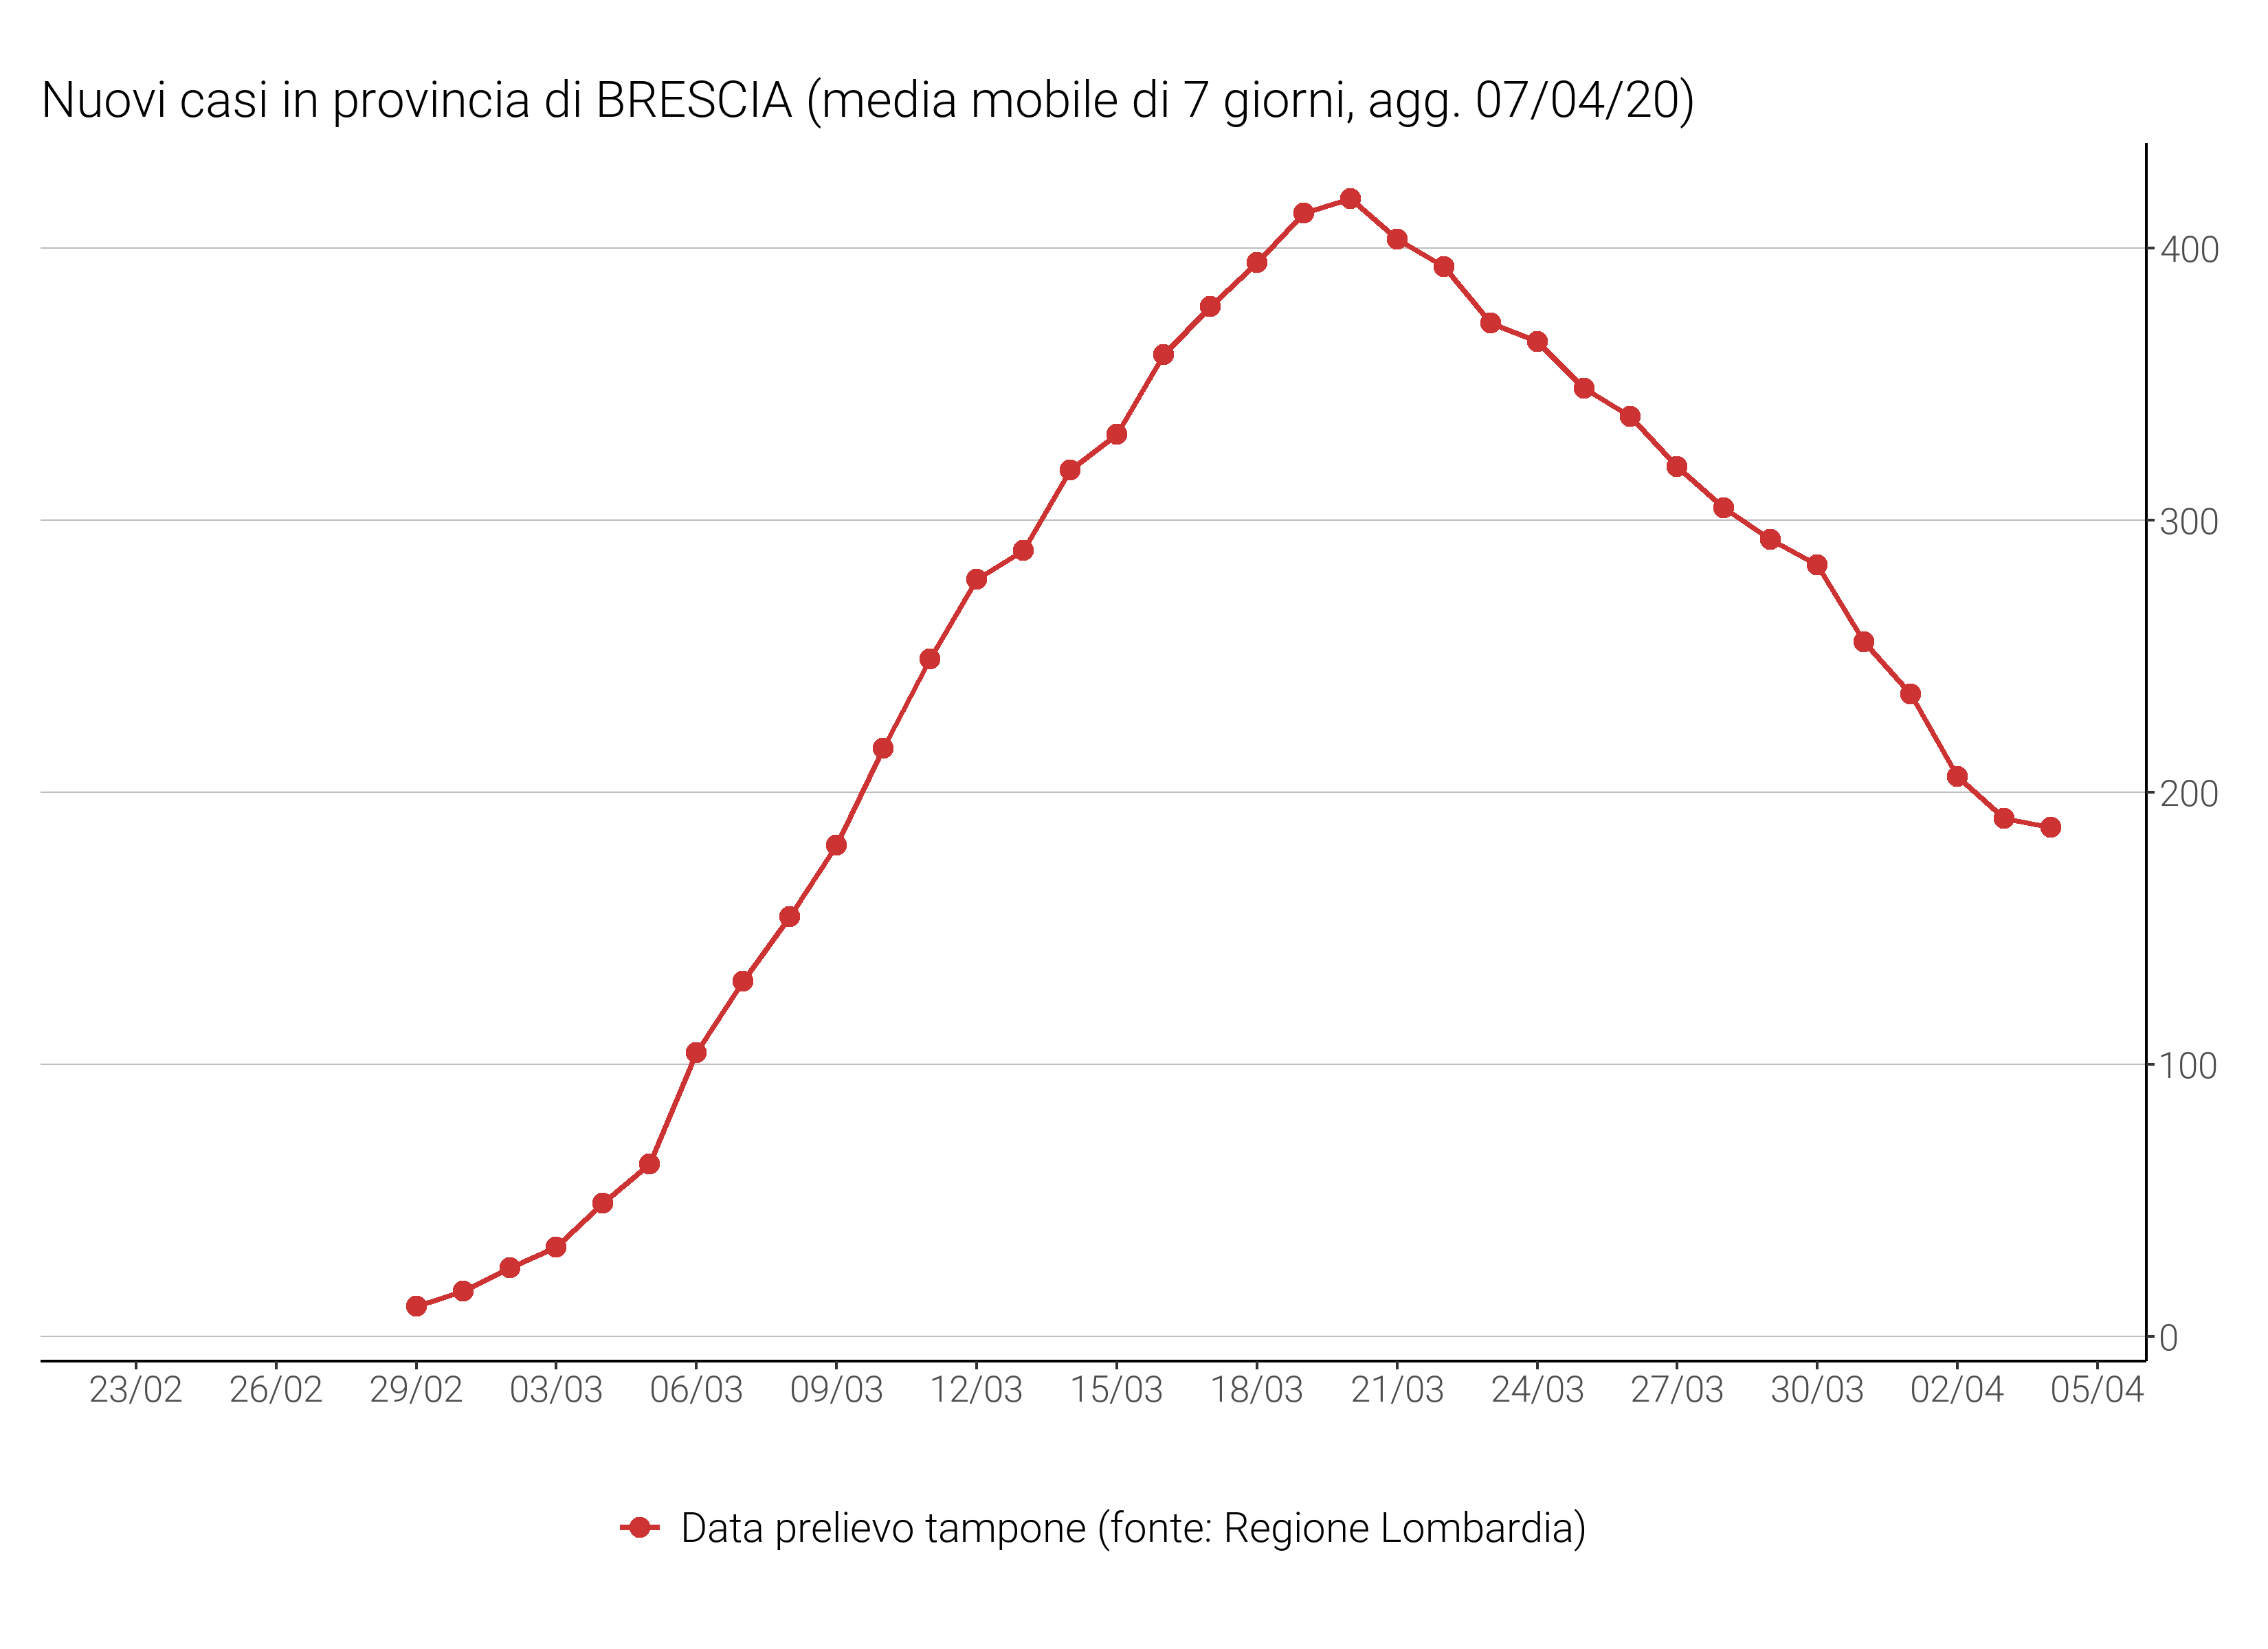 Nuovi casi in provincia di BRESCIA (media mobile di 7 giorni, agg. 07/04/20)
400
300
200
100
0
23/02 26/02 29/02 03/03 06/03 09/03 12/03 15/03 18/03 21/03 24/03 27/03 30/03 02/04 05/04
Data prelievo tampone (fonte: Regione Lombardia)